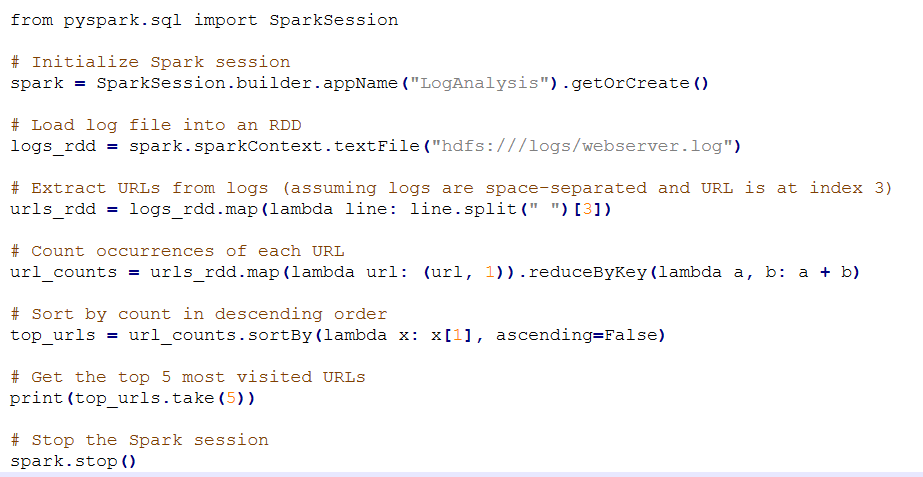 from pyspark.sql import SparkSession
# Initialize Spark session
spark = SparkSession.builder.appName("LogAnalysis").getOrCreate()
# Load log file into an RDD
logs_rdd = spark.sparkContext.textFile("hdfs:///logs/webserver.log")
# Extract URLs from logs (assuming logs are space-separated and URL is at index 3)
urls_rdd = logs_rdd.map(lambda line: line.split(" ")[3])
# Count occurrences of each URL
url_counts = urls_rdd.map(lambda url: (url, 1)).reduceByKey(lambda a, b: a + b)
# Sort by count in descending order
top_urls = url_counts.sortBy(lambda x: x[1], ascending=False)
# Get the top 5 most visited URLs
print(top_urls.take(5))
# Stop the Spark session
spark.stop()